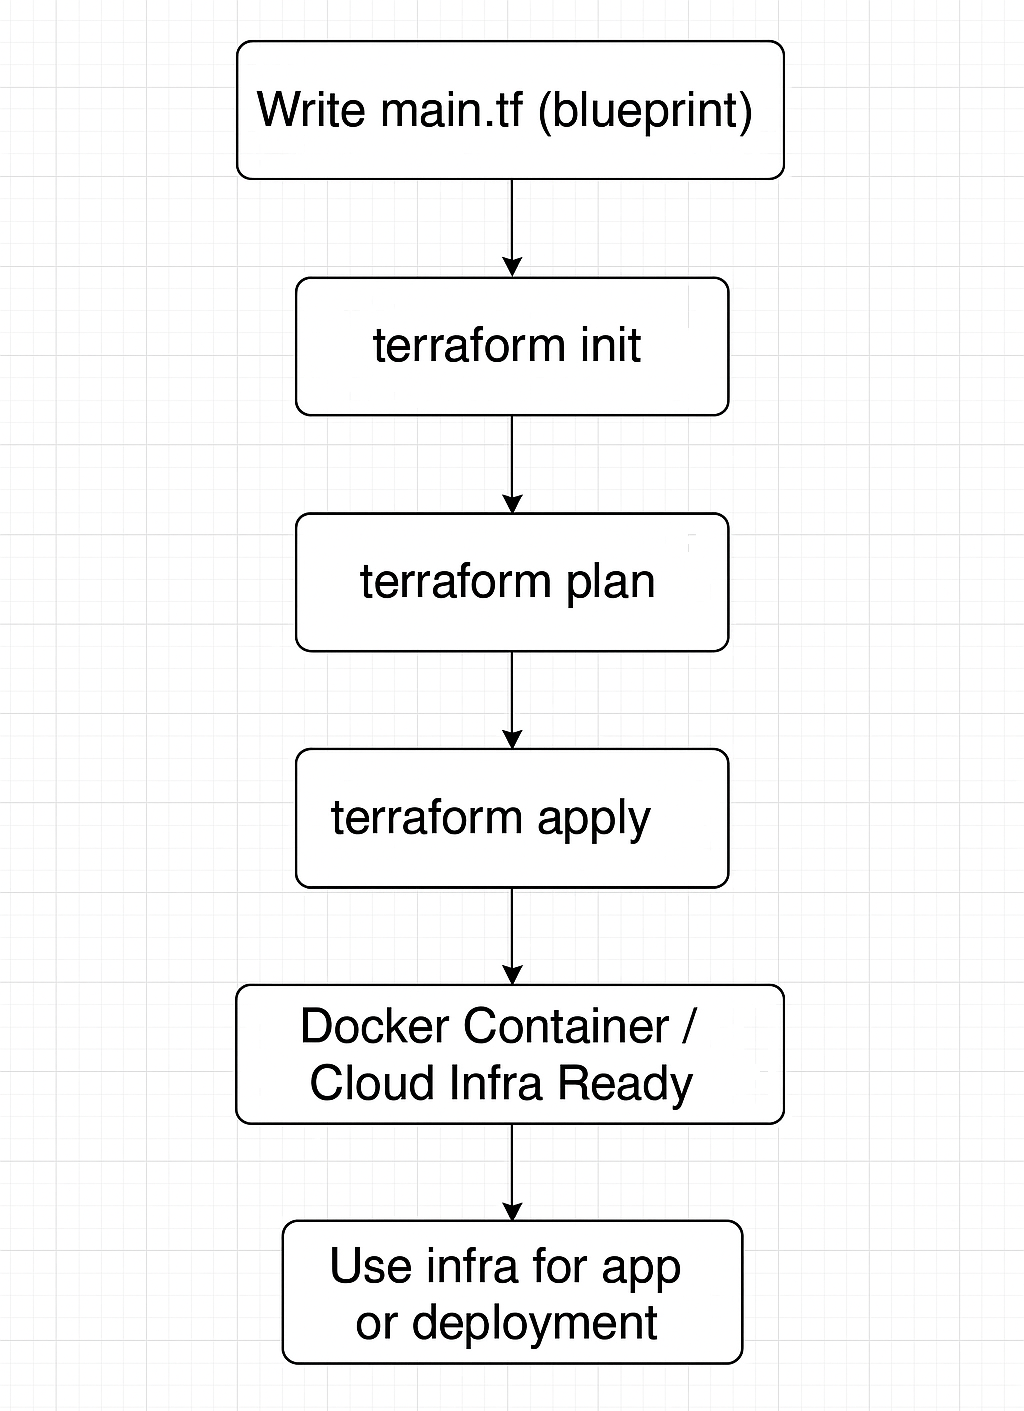 Write main.tf (blueprint)
terraform init
terraform plan
terraform apply
Docker Container /
Cloud Infra Ready
Use infra for app
or deployment